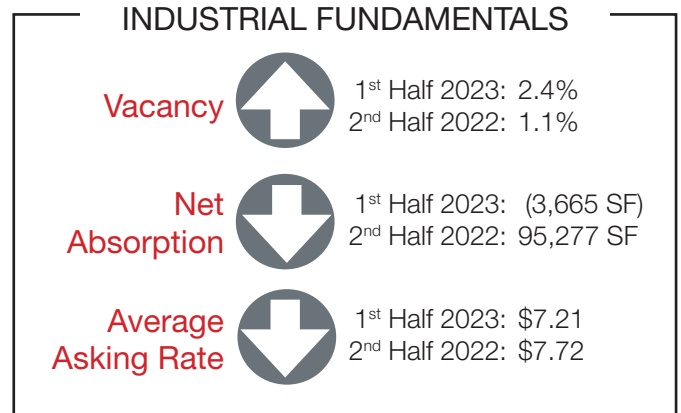 INDUSTRIAL FUNDAMENTALS
Vacancy
1st Half 2023: 2.4%
2nd Half 2022: 1.1%
Net
Absorption
1st Half 2023: (3,665 SF)
2nd Half 2022: 95,277 SF
Average
Asking Rate
1st Half 2023: $7.21
2nd Half 2022: $7.72